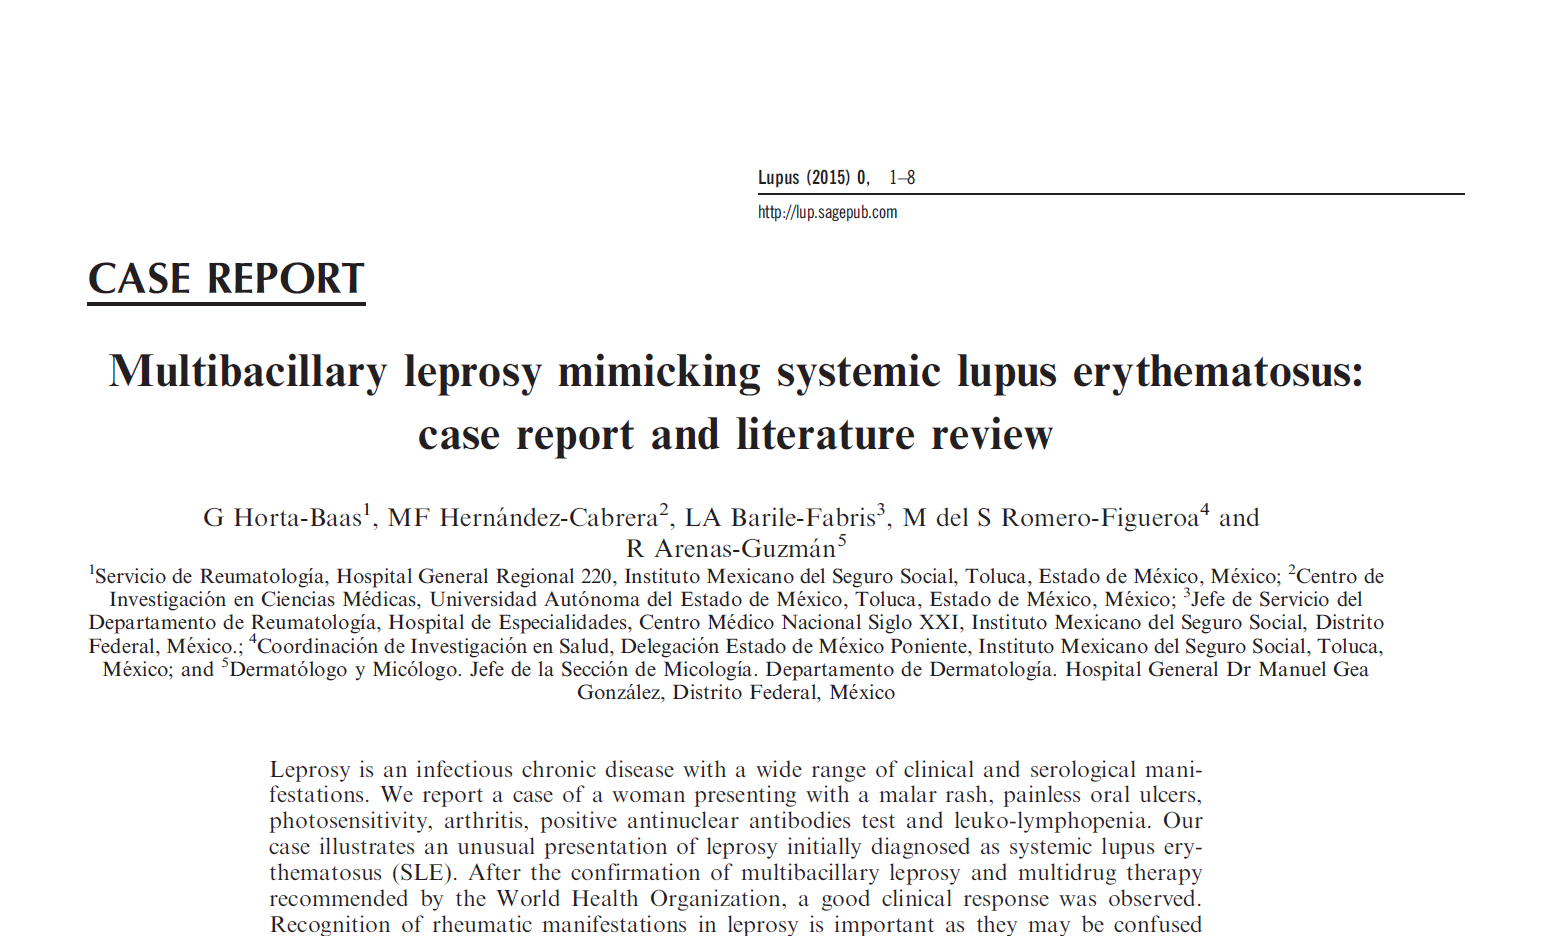 Lupus (2015) 0, 1–8
http://lup.sagepub.com
CASE REPORT
Multibacillary leprosy mimicking systemic lupus erythematosus:
case report and literature review
G Horta-Baas1, MF Hernández-Cabrera2, LA Barile-Fabris3, M del S Romero-Figueroa4 and
R Arenas-Guzmán5
1Servicio de Reumatología, Hospital General Regional 220, Instituto Mexicano del Seguro Social, Toluca, Estado de México, México; 2Centro de
Investigación en Ciencias Médicas, Universidad Autónoma del Estado de México, Toluca, Estado de México, México; 3Jefe de Servicio del
Departamento de Reumatología, Hospital de Especialidades, Centro Médico Nacional Siglo XXI, Instituto Mexicano del Seguro Social, Distrito
Federal, México.; 4Coordinación de Investigación en Salud, Delegación Estado de México Poniente, Instituto Mexicano del Seguro Social, Toluca,
México; and 5Dermatólogo y Micólogo. Jefe de la Sección de Micología. Departamento de Dermatología. Hospital General Dr Manuel Gea
González, Distrito Federal, México
Leprosy is an infectious chronic disease with a wide range of clinical and serological mani-
festations. We report a case of a woman presenting with a malar rash, painless oral ulcers,
photosensitivity, arthritis, positive antinuclear antibodies test and leuko-lymphopenia. Our
case illustrates an unusual presentation of leprosy initially diagnosed as systemic lupus ery-
thematosus (SLE). After the confirmation of multibacillary leprosy and multidrug therapy
recommended by the World Health Organization, a good clinical response was observed.
Recognition of rheumatic manifestations in leprosy is important as they may be confused